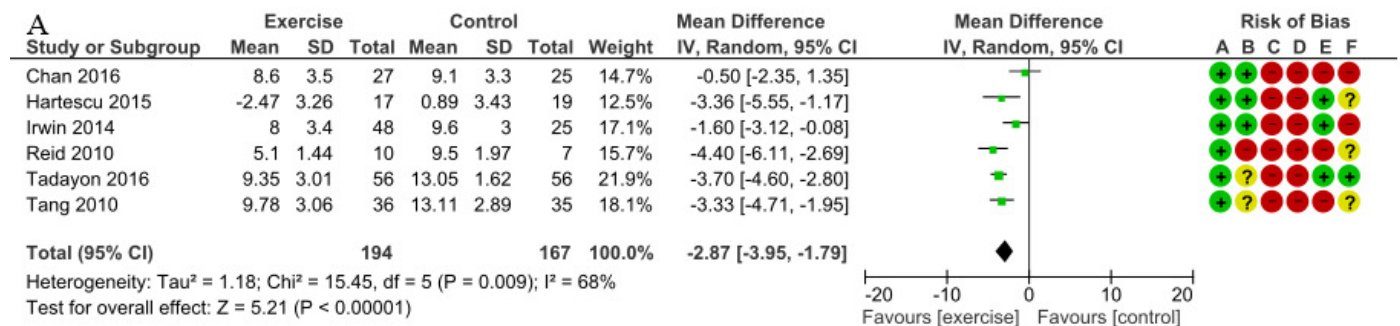 A
Exercise Control Mean Difference Mean Difference Risk of Bias
Study or Subgroup Mean SD Total Mean SD Total Weight IV, Random, 95% CI IV, Random, 95% CI A B C D E F
Chan 2016 8.6 3.5 27 9.1 3.3 25 14.7% -0.50 [-2.35, 1.35] + + - - - -
Hartescu 2015 -2.47 3.26 17 0.89 3.43 19 12.5% -3.36 [-5.55, -1.17] + + - - + ?
Irwin 2014 8 3.4 48 9.6 3 25 17.1% -1.60 [-3.12, -0.08] + + - - + -
Reid 2010 5.1 1.44 10 9.5 1.97 7 15.7% -4.40 [-6.11, -2.69] + - - - - ?
Tadayon 2016 9.35 3.01 56 13.05 1.62 56 21.9% -3.70 [-4.60, -2.80] + ? - - + +
Tang 2010 9.78 3.06 36 13.11 2.89 35 18.1% -3.33 [-4.71, -1.95] + ? - - - ?
Total (95% CI) 194 167 100.0% -2.87 [-3.95, -1.79]
Heterogeneity: Tau² = 1.18; Chi² = 15.45, df = 5 (P = 0.009); I² = 68%
Test for overall effect: Z = 5.21 (P < 0.00001)
-20 -10 0 10 20
Favours [exercise] Favours [control]